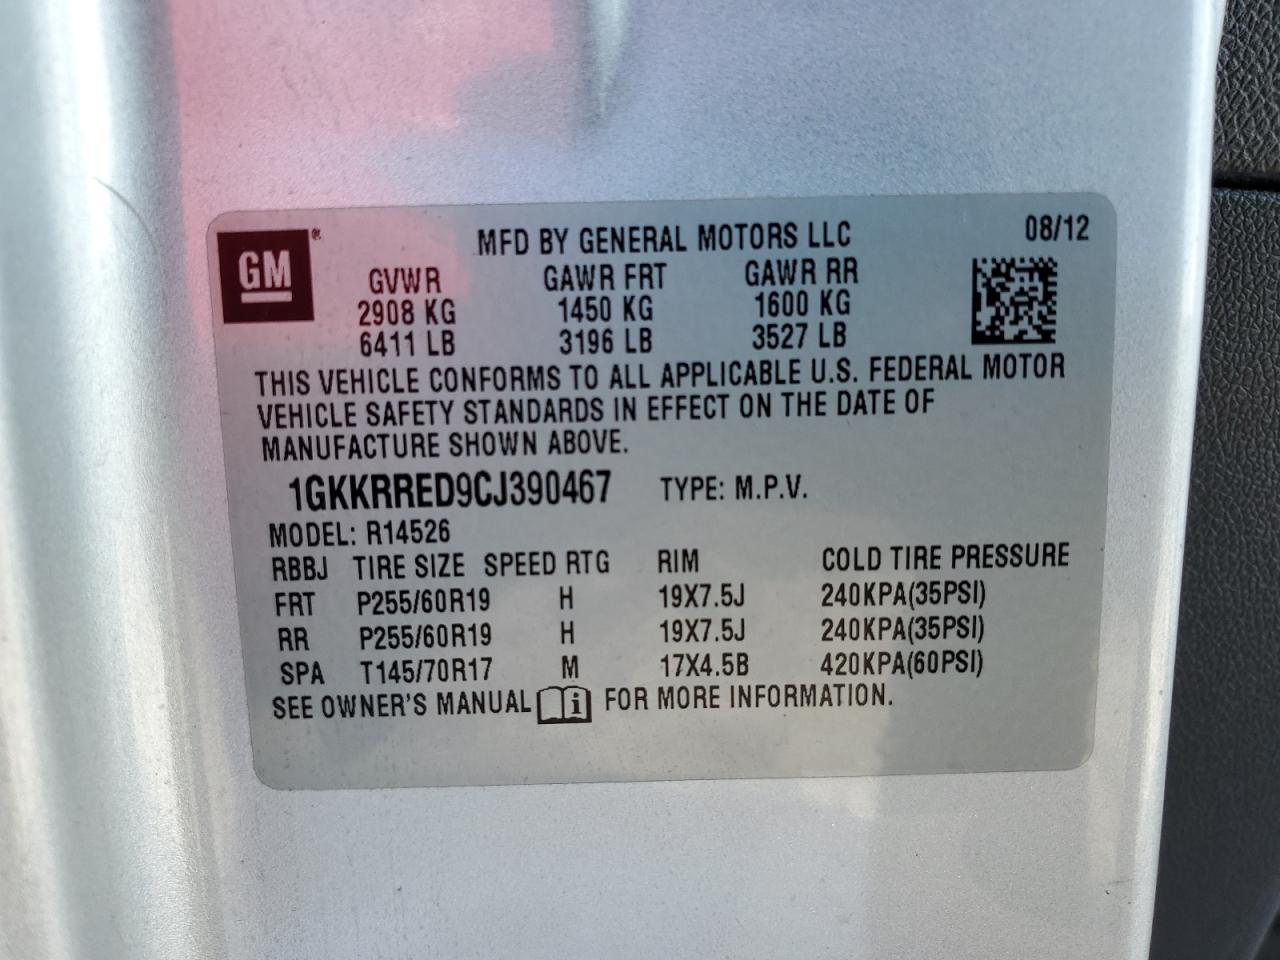 GM ® MFD BY GENERAL MOTORS LLC 08/12
GVWR GAWR FRT GAWR RR
2908 KG 1450 KG 1600 KG
6411 LB 3196 LB 3527 LB
THIS VEHICLE CONFORMS TO ALL APPLICABLE U.S. FEDERAL MOTOR
VEHICLE SAFETY STANDARDS IN EFFECT ON THE DATE OF
MANUFACTURE SHOWN ABOVE.
1GKKRRED9CJ390467 TYPE: M.P.V.
MODEL: R14526
RBBJ TIRE SIZE SPEED RTG RIM COLD TIRE PRESSURE
FRT P255/60R19 H 19X7.5J 240KPA(35PSI)
RR P255/60R19 H 19X7.5J 240KPA(35PSI)
SPA T145/70R17 M 17X4.5B 420KPA(60PSI)
SEE OWNER'S MANUAL i FOR MORE INFORMATION.